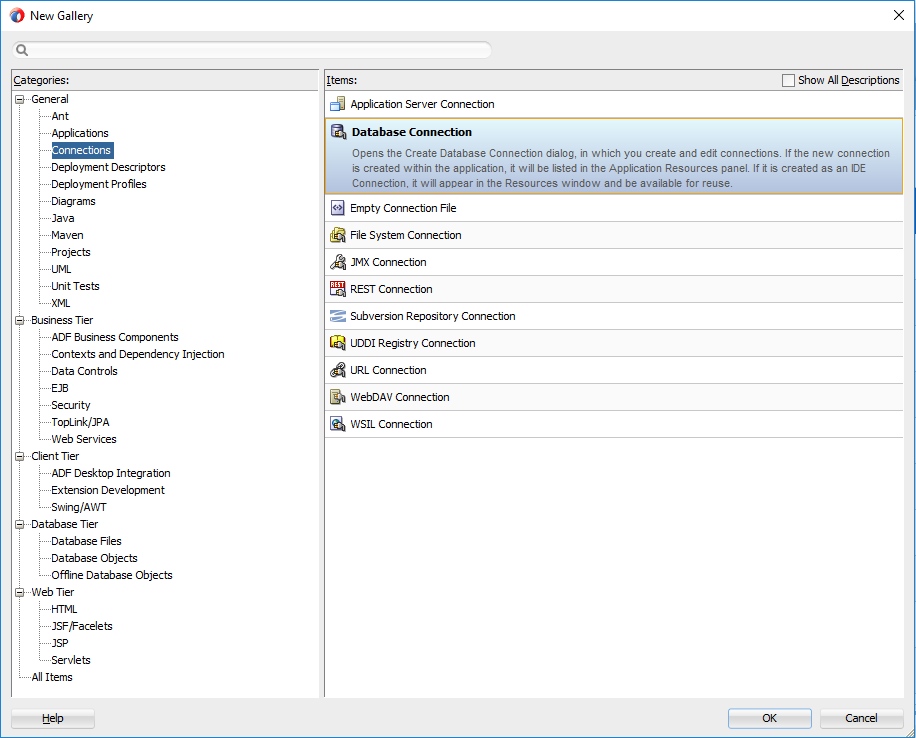 New Gallery
Categories:
General
Ant
Applications
Connections
Deployment Descriptors
Deployment Profiles
Diagrams
Java
Maven
Projects
UML
Unit Tests
XML
Business Tier
ADF Business Components
Contexts and Dependency Injection
Data Controls
EJB
Security
TopLink/JPA
Web Services
Client Tier
ADF Desktop Integration
Extension Development
Swing/AWT
Database Tier
Database Files
Database Objects
Offline Database Objects
Web Tier
HTML
JSF/Facelets
JSP
Servlets
All Items
Items:
Show All Descriptions
Application Server Connection
Database Connection
Opens the Create Database Connection dialog, in which you create and edit connections. If the new connection
is created within the application, it will be listed in the Application Resources panel. If it is created as an IDE
Connection, it will appear in the Resources window and be available for reuse.
Empty Connection File
File System Connection
JMX Connection
REST
REST Connection
Subversion Repository Connection
UDDI Registry Connection
URL Connection
WebDAV Connection
WSIL Connection
Help
OK
Cancel